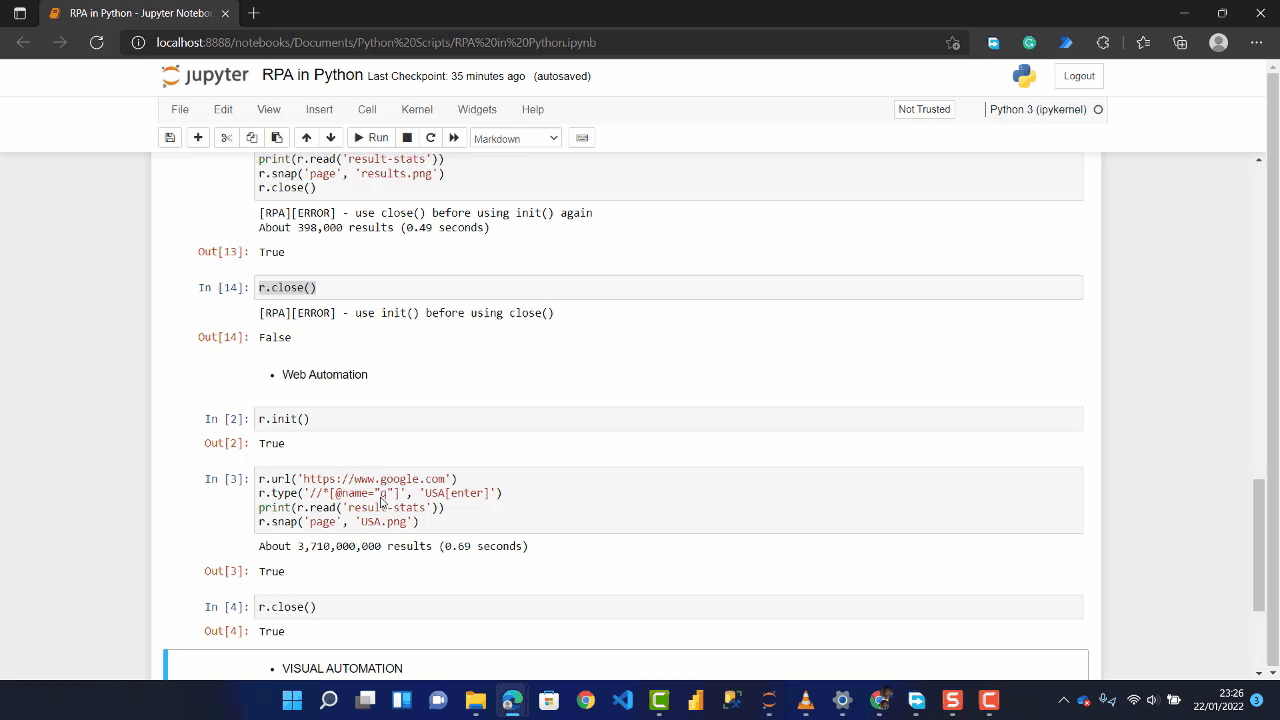 RPA in Python - Jupyter Noteboo
localhost:8888/notebooks/Documents/Python%20Scripts/RPA%20in%20Python.ipynb
jupyter RPA in Python Last Checkpoint: 35 minutes ago (autosaved)
Logout
File Edit View Insert Cell Kernel Widgets Help
Not Trusted
Python 3 (ipykernel)
Run
Markdown
print(r.read('result-stats'))
r.snap('page', 'results.png')
r.close()
[RPA][ERROR] - use close() before using init() again
About 398,000 results (0.49 seconds)
Out[13]: True
In [14]: r.close()
[RPA][ERROR] - use init() before using close()
Out[14]: False
• Web Automation
In [2]: r.init()
Out[2]: True
In [3]: r.url('https://www.google.com')
r.type('//*[@name="q"]', 'USA[enter]')
print(r.read('result-stats'))
r.snap('page', 'USA.png')
About 3,710,000,000 results (0.69 seconds)
Out[3]: True
In [4]: r.close()
Out[4]: True
• VISUAL AUTOMATION
23:26
22/01/2022
3